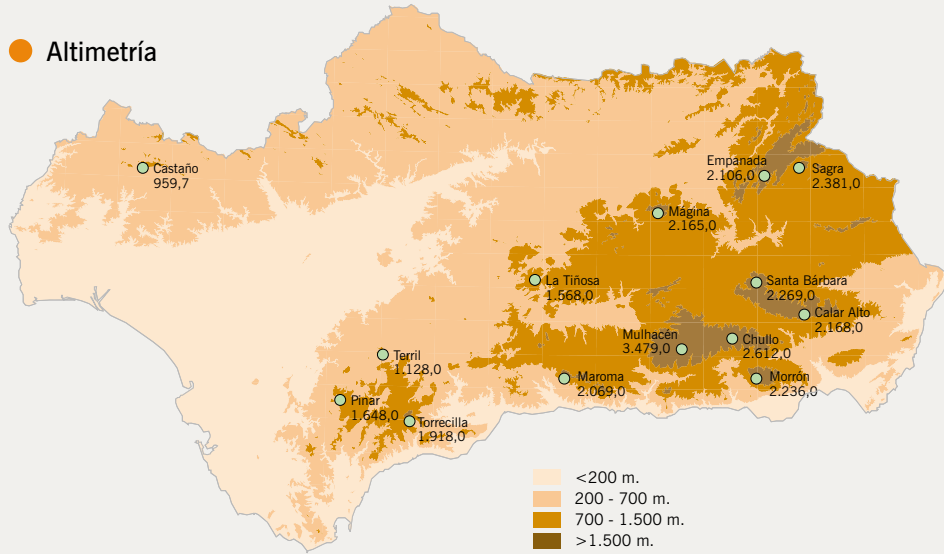 Altimetría
Castaño
959,7
Empanada
2.106,0
Sagra
2.381,0
Mágina
2.165,0
La Tiñosa
1.568,0
Santa Bárbara
2.269,0
Calar Alto
2.168,0
Mulhacén
3.479,0
Chullo
2.612,0
Terril
1.128,0
Maroma
2.069,0
Morrón
2.236,0
Pinar
1.648,0
Torrecilla
1.918,0
<200 m.
200 - 700 m.
700 - 1.500 m.
>1.500 m.